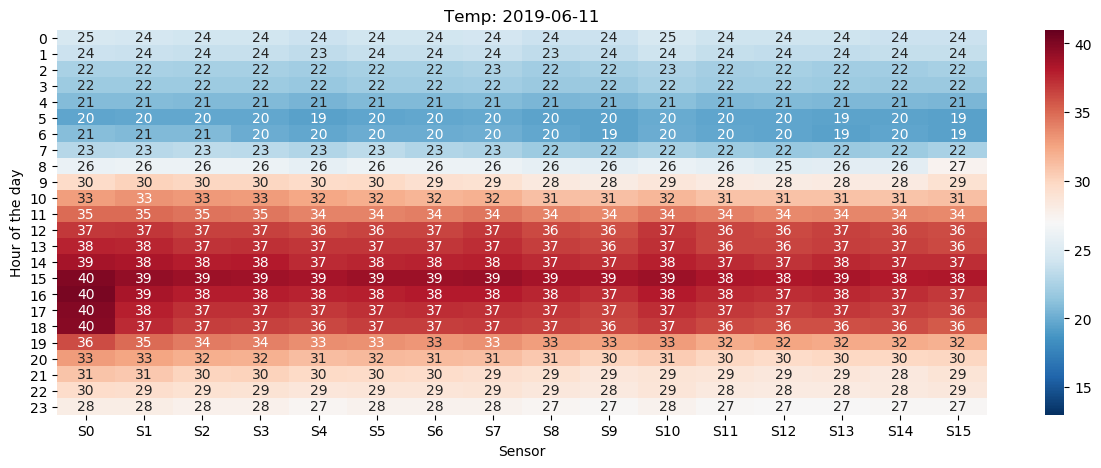 Temp: 2019-06-11
0 25 24 24 24 24 24 24 24 24 24 25 24 24 24 24 24
1 24 24 24 24 23 24 24 24 23 24 24 24 24 24 24 24
2 22 22 22 22 22 22 22 23 22 22 23 22 22 22 22 22
3 22 22 22 22 22 22 22 22 22 22 22 22 22 22 22 22
4 21 21 21 21 21 21 21 21 21 21 21 21 21 21 21 21
5 20 20 20 20 19 20 20 20 20 20 20 20 20 19 20 19
6 21 21 21 20 20 20 20 20 20 19 20 20 20 19 20 19
7 23 23 23 23 23 23 23 23 22 22 22 22 22 22 22 22
8 26 26 26 26 26 26 26 26 26 26 26 26 25 26 26 27
9 30 30 30 30 30 30 29 29 28 28 29 28 28 28 28 29
10 33 33 33 33 32 32 32 32 31 31 32 31 31 31 31 31
11 35 35 35 35 34 34 34 34 34 34 34 34 34 34 34 34
12 37 37 37 37 36 36 36 37 36 36 37 36 36 37 36 36
13 38 38 37 37 37 37 37 37 37 36 37 36 36 37 37 36
14 39 38 38 38 37 38 38 38 37 37 38 37 37 38 37 37
15 40 39 39 39 39 39 39 39 39 39 39 38 38 39 38 38
16 40 39 38 38 38 38 38 38 38 37 38 38 37 38 37 37
17 40 38 37 37 37 37 37 37 37 37 38 37 37 37 37 36
18 40 37 37 37 36 37 37 37 37 36 37 36 36 36 36 36
19 36 35 34 34 33 33 33 33 33 33 33 32 32 32 32 32
20 33 33 32 32 31 32 31 31 31 30 31 30 30 30 30 30
21 31 31 30 30 30 30 30 29 29 29 29 29 29 29 28 29
22 30 29 29 29 29 29 29 29 29 28 29 29 28 28 28 29
23 28 28 28 28 27 28 28 28 27 27 28 27 27 27 27 27
S0 S1 S2 S3 S4 S5 S6 S7 S8 S9 S10 S11 S12 S13 S14 S15
Sensor
Hour of the day
40
35
30
25
20
15